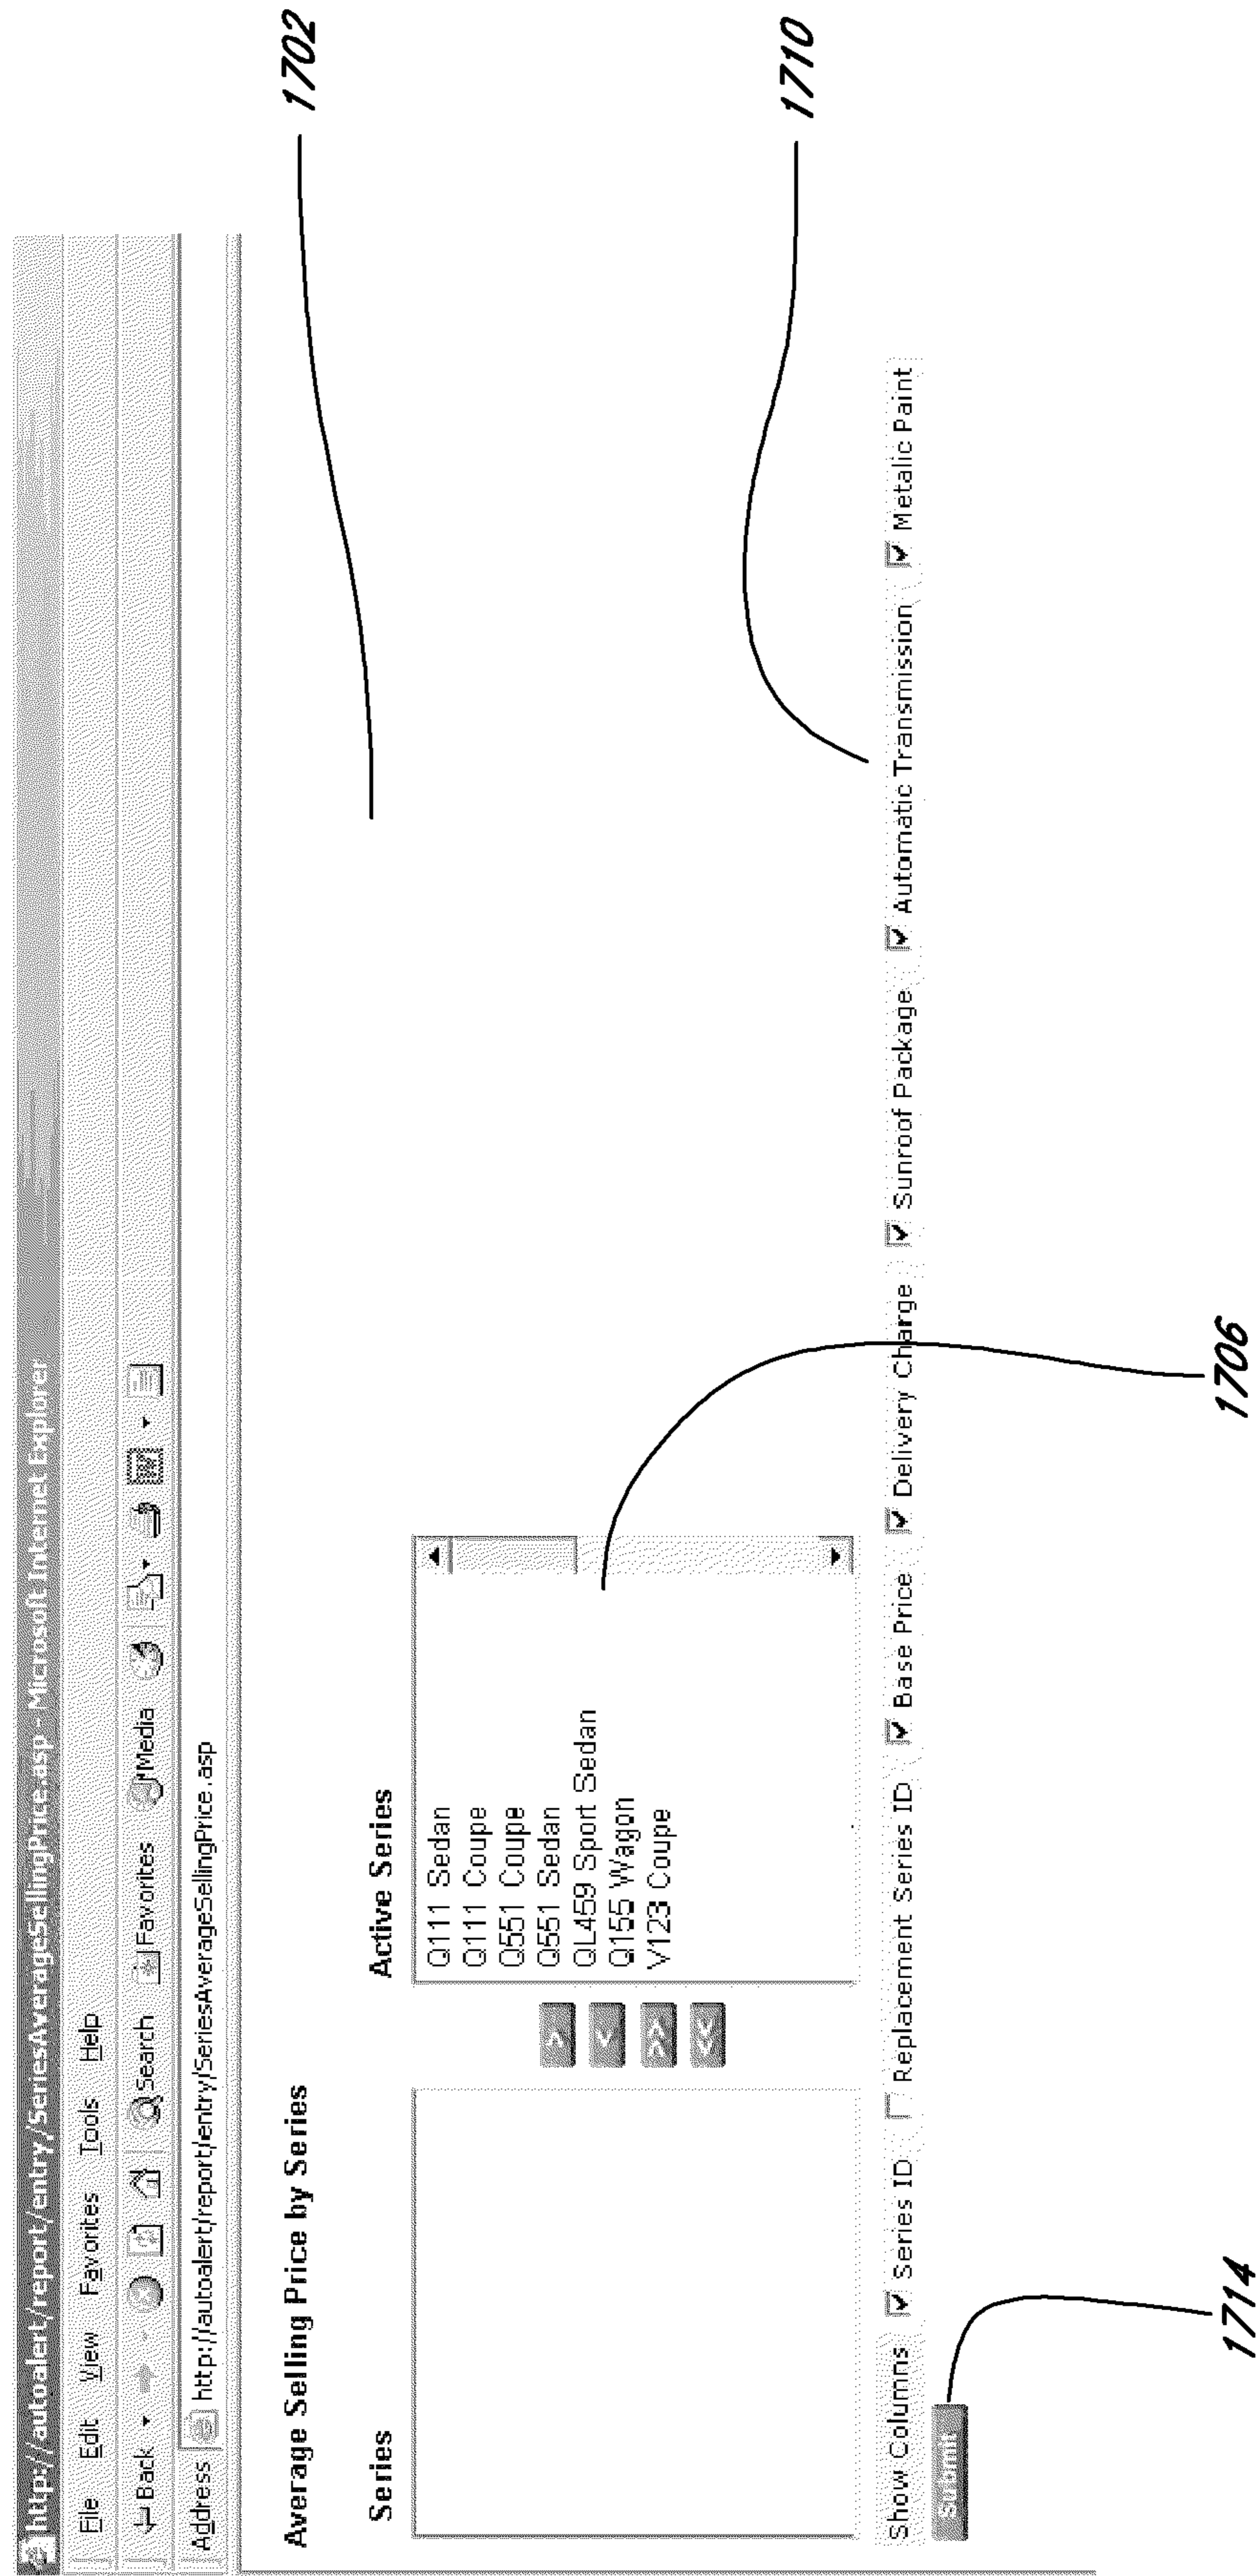 http://autoalert/report/entry/SeriesAverageSellingPrice.asp - Microsoft Internet Explorer
File Edit View Favorites Tools Help
Back Search Favorites Media
Address http://autoalert/report/entry/SeriesAverageSellingPrice.asp
1702
Average Selling Price by Series
Series
Active Series
> 
<
>>
<<
Q111 Sedan
Q111 Coupe
Q551 Coupe
Q551 Sedan
QL459 Sport Sedan
Q155 Wagon
V123 Coupe
1710
Show Columns Series ID Replacement Series ID Base Price Delivery Charge Sunroof Package Automatic Transmission Metalic Paint
Submit
1714
1706